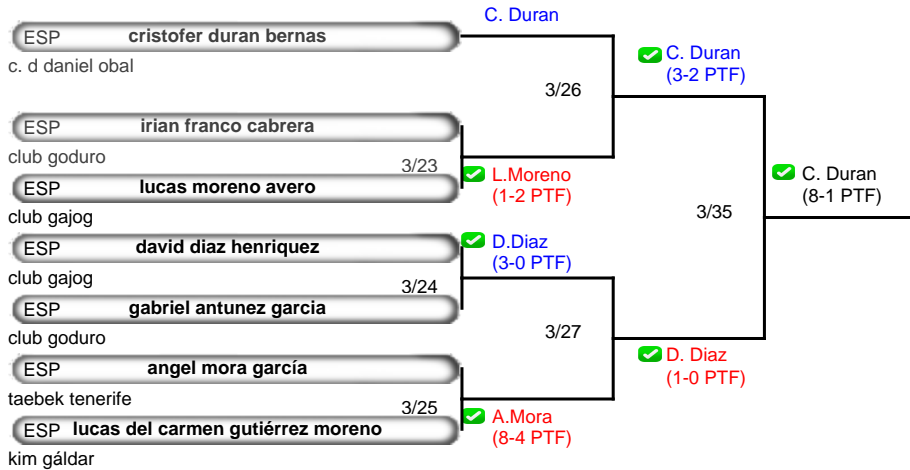 C. Duran
ESP cristofer duran bernas
c. d daniel obal
C. Duran
(3-2 PTF)
3/26
ESP irian franco cabrera
club goduro
3/23
L.Moreno
(1-2 PTF)
ESP lucas moreno avero
club gajog
C. Duran
(8-1 PTF)
3/35
ESP david diaz henriquez
club gajog
D.Diaz
(3-0 PTF)
3/24
ESP gabriel antunez garcia
club goduro
3/27
ESP angel mora garcía
taebek tenerife
D. Diaz
(1-0 PTF)
3/25
A.Mora
(8-4 PTF)
ESP lucas del carmen gutiérrez moreno
kim gáldar